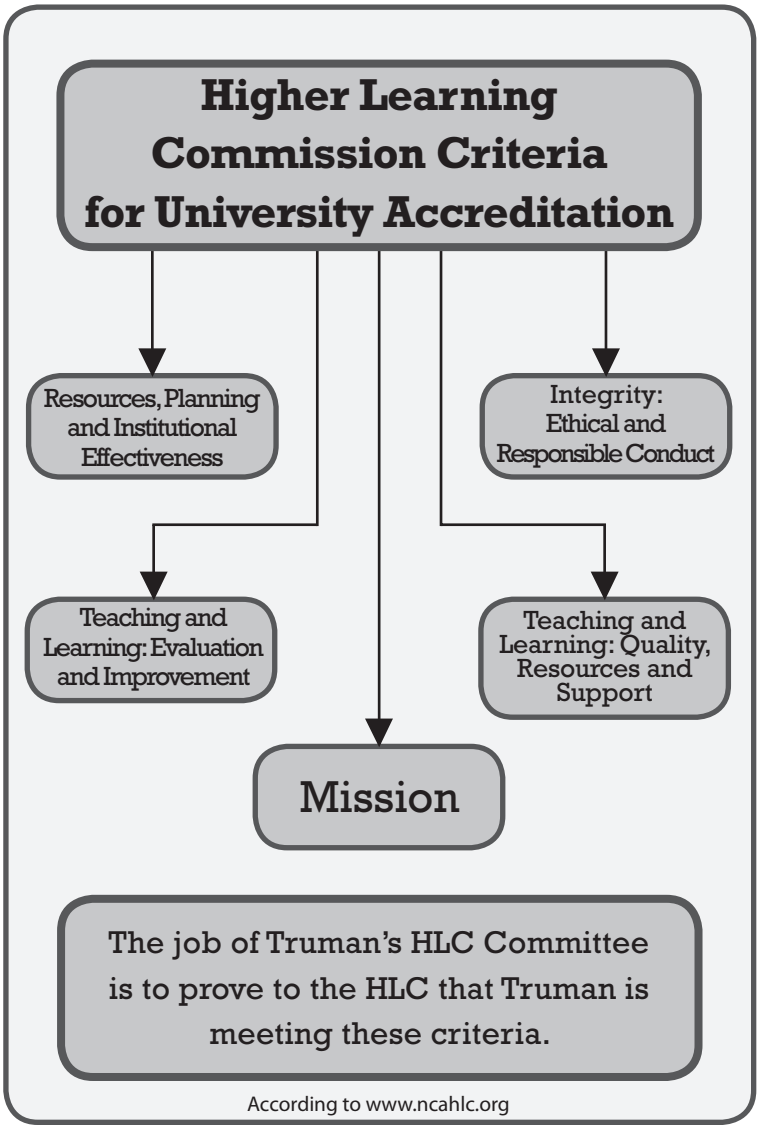 Higher Learning
Commission Criteria
for University Accreditation
Resources, Planning
and Institutional
Effectiveness
Integrity:
Ethical and
Responsible Conduct
Teaching and
Learning: Evaluation
and Improvement
Teaching and
Learning: Quality,
Resources and
Support
Mission
The job of Truman’s HLC Committee
is to prove to the HLC that Truman is
meeting these criteria.
According to www.ncahlc.org